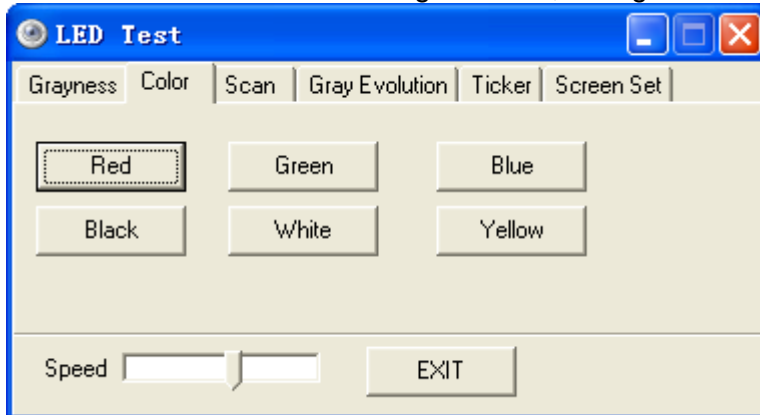 LED Test
Grayness Color Scan Gray Evolution Ticker Screen Set
Red Green Blue
Black White Yellow
Speed EXIT